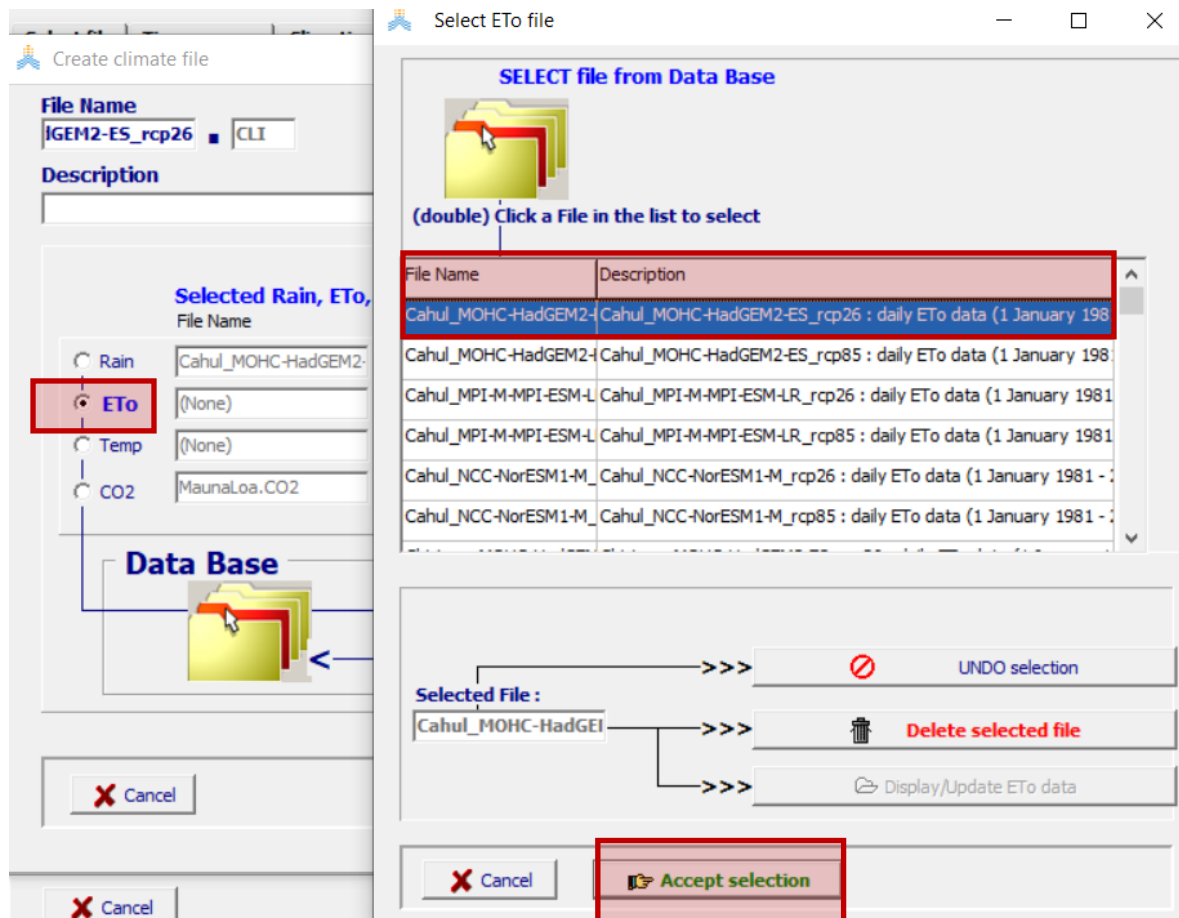 Create climate file
File Name
IGEM2-ES_rcp26 . CLI
Description
Selected Rain, ETo,
File Name
Rain Cahul_MOHC-HadGEM2-
ETo (None)
Temp (None)
CO2 MaunaLoa.CO2
Data Base
<
Cancel
Cancel
Select ETo file
SELECT file from Data Base
(double) Click a File in the list to select
File Name Description
Cahul_MOHC-HadGEM2- Cahul_MOHC-HadGEM2-ES_rcp26 : daily ETo data (1 January 198
Cahul_MOHC-HadGEM2- Cahul_MOHC-HadGEM2-ES_rcp85 : daily ETo data (1 January 1981
Cahul_MPI-M-MPI-ESM-L Cahul_MPI-M-MPI-ESM-LR_rcp26 : daily ETo data (1 January 1981
Cahul_MPI-M-MPI-ESM-L Cahul_MPI-M-MPI-ESM-LR_rcp85 : daily ETo data (1 January 1981
Cahul_NCC-NorESM1-M_ Cahul_NCC-NorESM1-M_rcp26 : daily ETo data (1 January 1981 - 
Cahul_NCC-NorESM1-M_ Cahul_NCC-NorESM1-M_rcp85 : daily ETo data (1 January 1981 - 
>>> UNDO selection
Selected File :
Cahul_MOHC-HadGEI >>> Delete selected file
>>> Display/Update ETo data
Cancel Accept selection